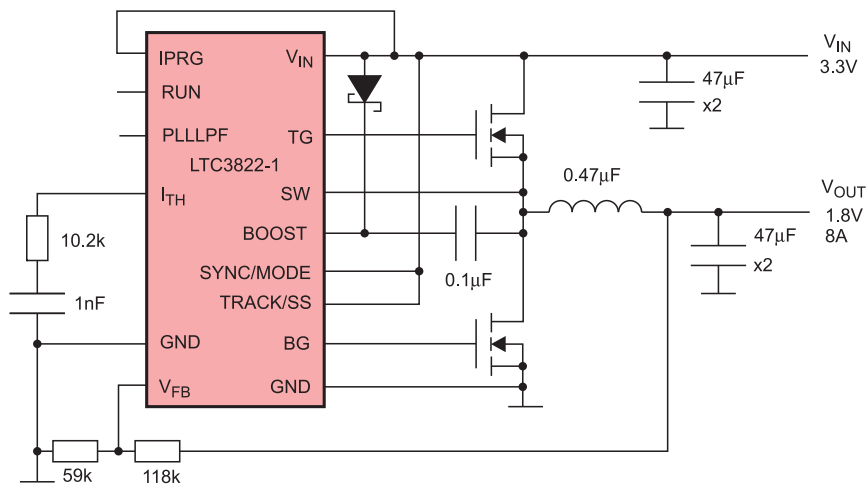 IPRG
VIN
RUN
PLLLPF
TG
LTC3822-1
ITH
SW
BOOST
SYNC/MODE
TRACK/SS
GND
BG
VFB
GND
10.2k
1nF
59k
118k
0.1µF
0.47µF
VIN
3.3V
47µF
x2
VOUT
1.8V
8A
47µF
x2